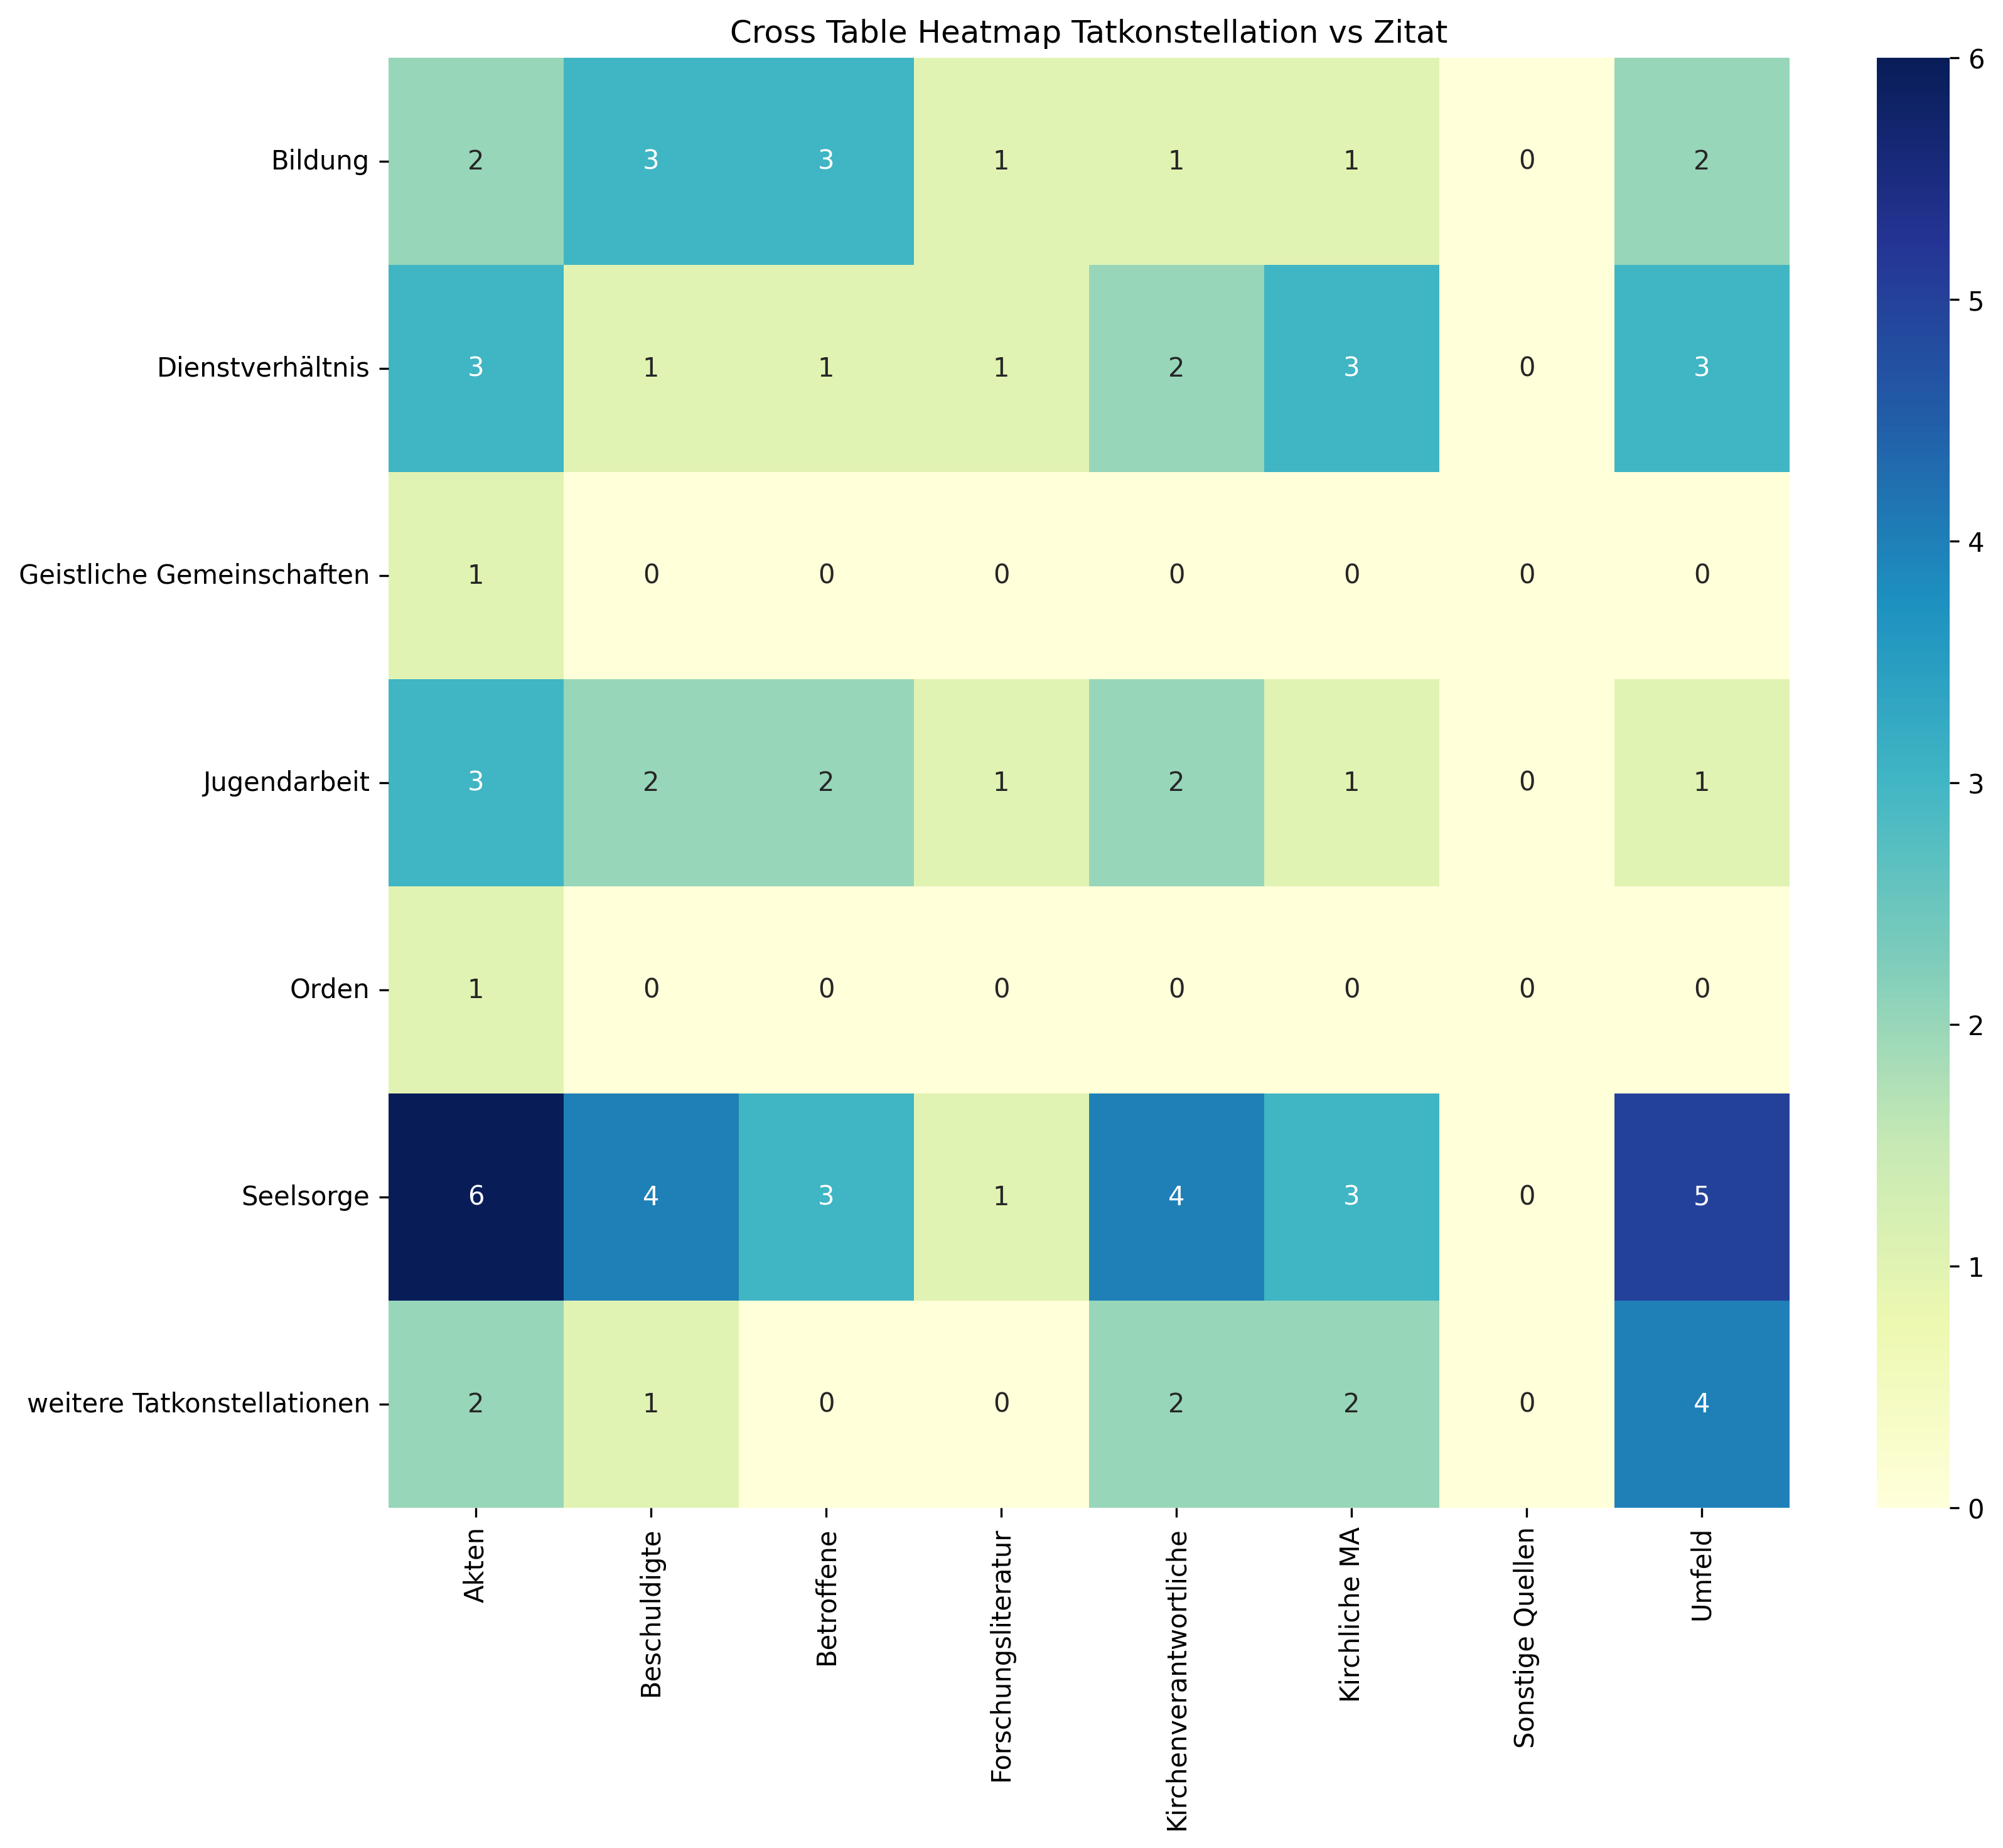 Cross Table Heatmap Tatkonstellation vs Zitat
Bildung 2 3 3 1 1 1 0 2
Dienstverhältnis 3 1 1 1 2 3 0 3
Geistliche Gemeinschaften 1 0 0 0 0 0 0 0
Jugendarbeit 3 2 2 1 2 1 0 1
Orden 1 0 0 0 0 0 0 0
Seelsorge 6 4 3 1 4 3 0 5
weitere Tatkonstellationen 2 1 0 0 2 2 0 4
Akten
Beschuldigte
Betroffene
Forschungsliteratur
Kirchenverantwortliche
Kirchliche MA
Sonstige Quellen
Umfeld
6
5
4
3
2
1
0